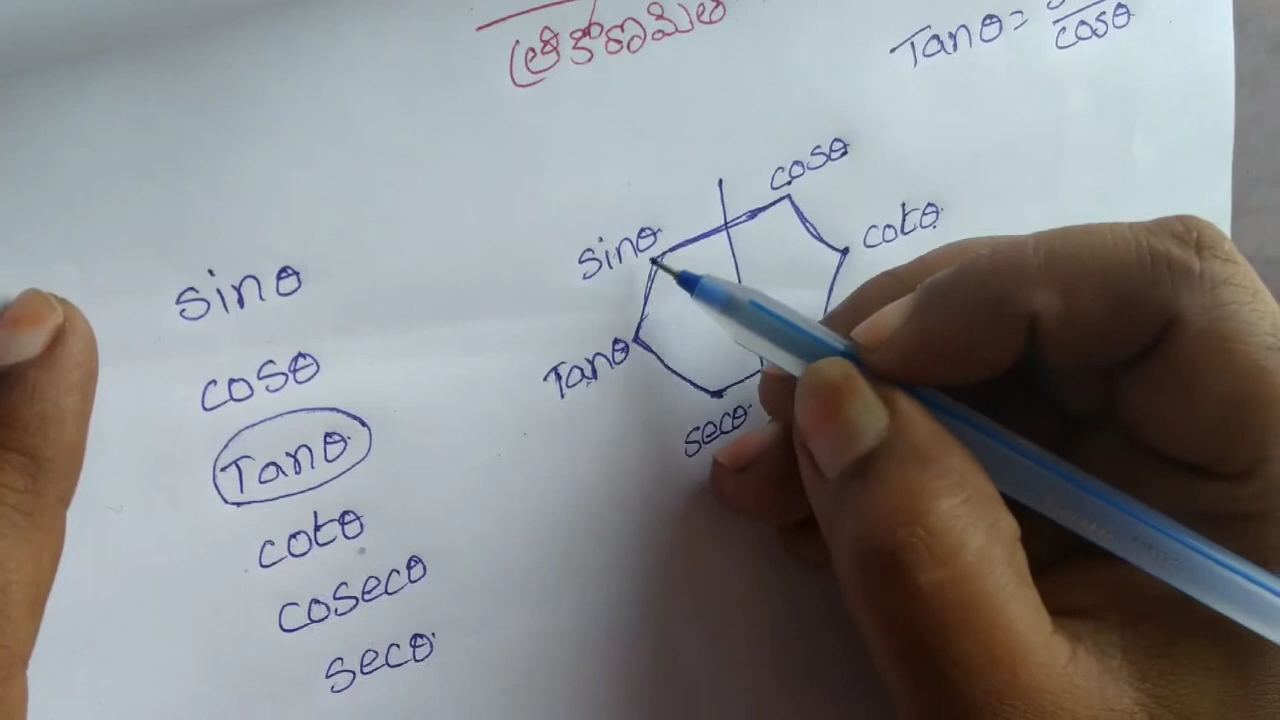 త్రికోణమితి
Tanθ= /cosθ
cosθ
cotθ
sinθ
Tanθ
secθ
sinθ
cosθ
Tanθ
cotθ
cosecθ
secθ